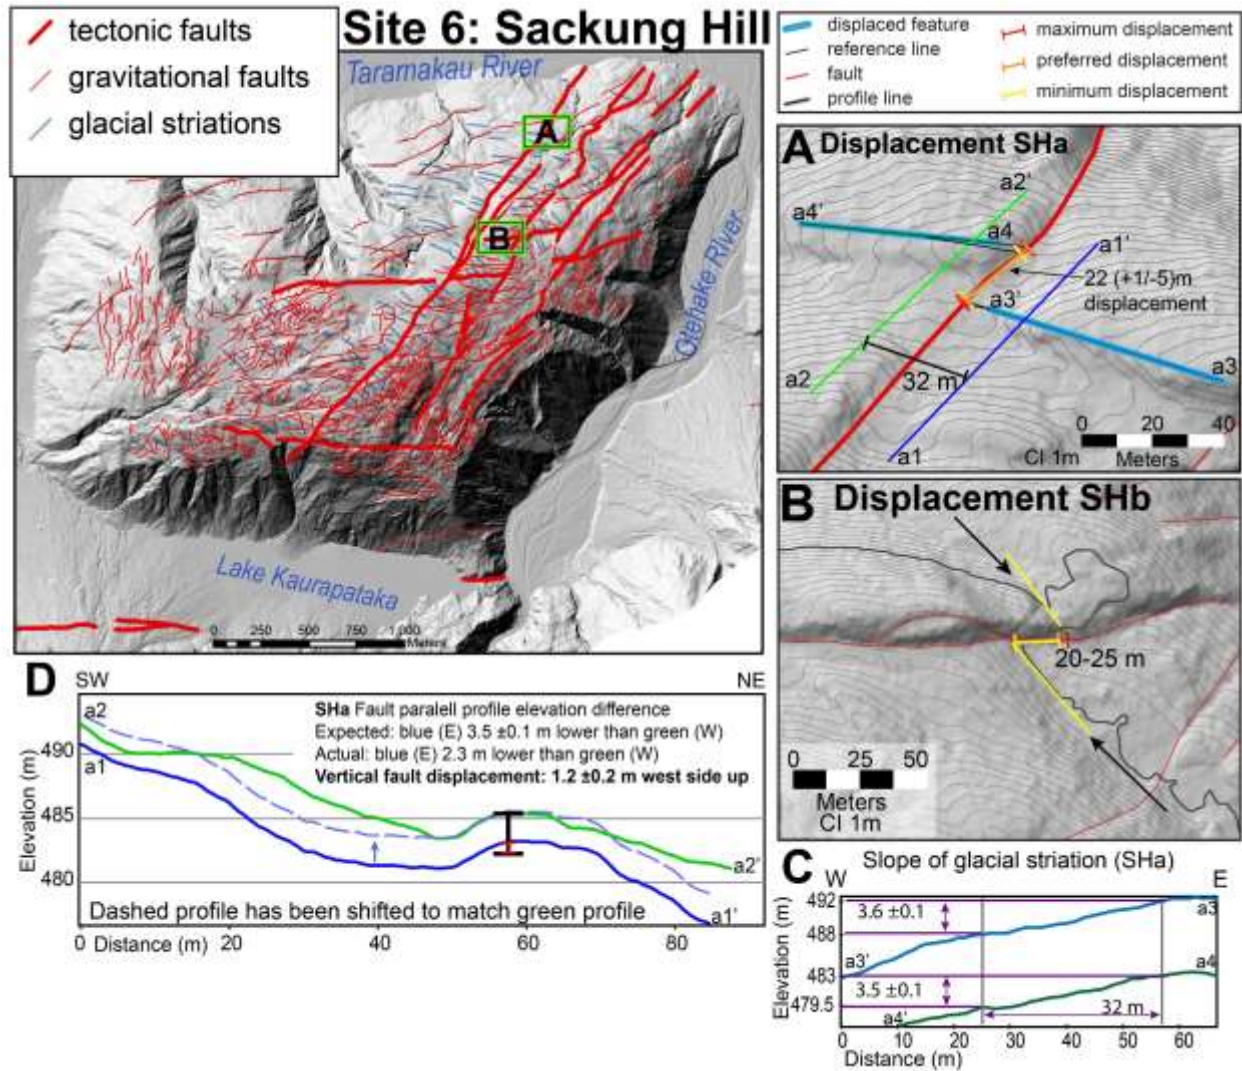 tectonic faults
gravitational faults
glacial striations
Site 6: Sackung Hill
Taramakau River
A
B
Otehake River
Lake Kaurapataka
0 250 500 750 1,000
Meters
displaced feature
reference line
fault
profile line
maximum displacement
preferred displacement
minimum displacement
A Displacement SHa
a2'
a4'
a4
a1'
22 (+1/-5)m
displacement
a3'
a2
32 m
a3
a1
0 20 40
CI 1m Meters
B Displacement SHb
20-25 m
0 25 50
Meters
CI 1m
D
SW NE
a2
a1
SHa Fault paralell profile elevation difference
Expected: blue (E) 3.5 ±0.1 m lower than green (W)
Actual: blue (E) 2.3 m lower than green (W)
Vertical fault displacement: 1.2 ±0.2 m west side up
490
485
480
Elevation (m)
a2'
a1'
Dashed profile has been shifted to match green profile
0 20 40 60 80
Distance (m)
C Slope of glacial striation (SHa)
W E
492
488
483
479.5
Elevation (m)
3.6 ±0.1
a3
a3'
a4
3.5 ±0.1
a4'
32 m
0 10 20 30 40 50 60
Distance (m)